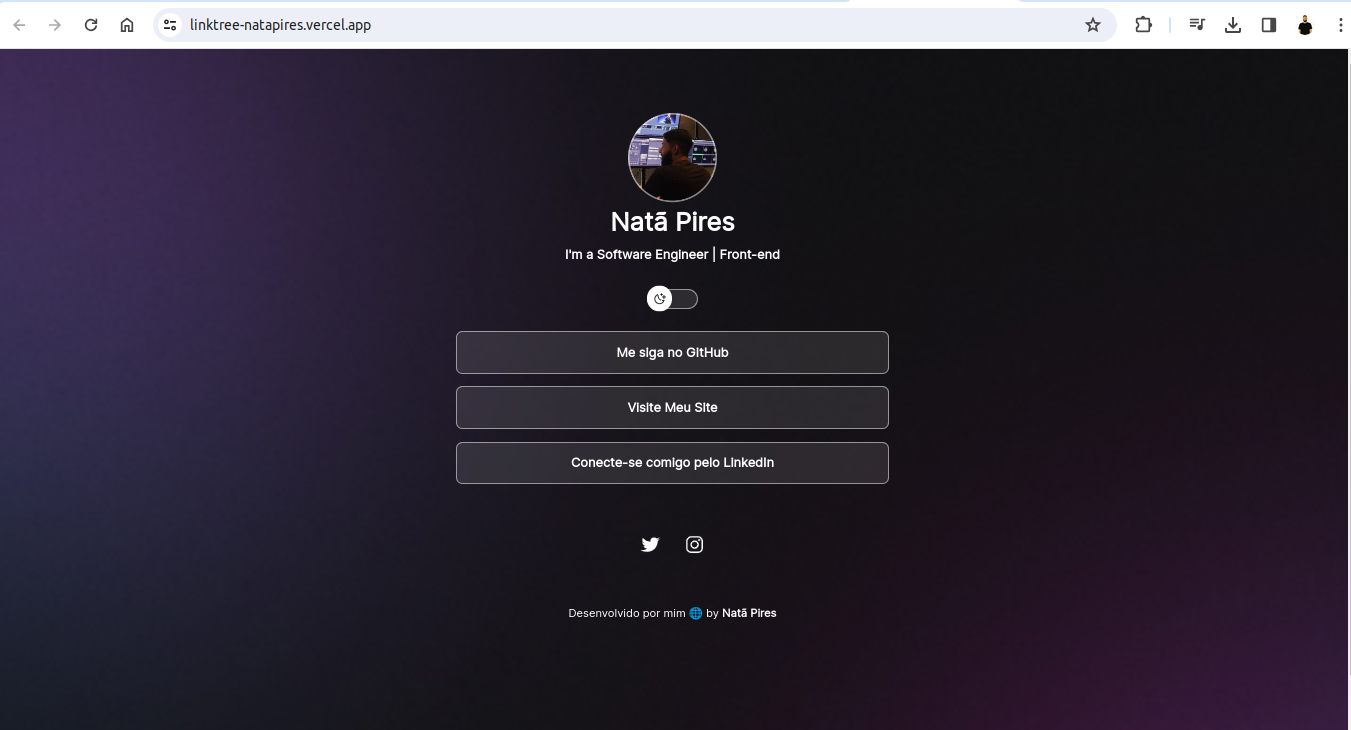 linktree-natapires.vercel.app
Natã Pires
I'm a Software Engineer | Front-end
Me siga no GitHub
Visite Meu Site
Conecte-se comigo pelo LinkedIn
Desenvolvido por mim 🌐 by Natã Pires